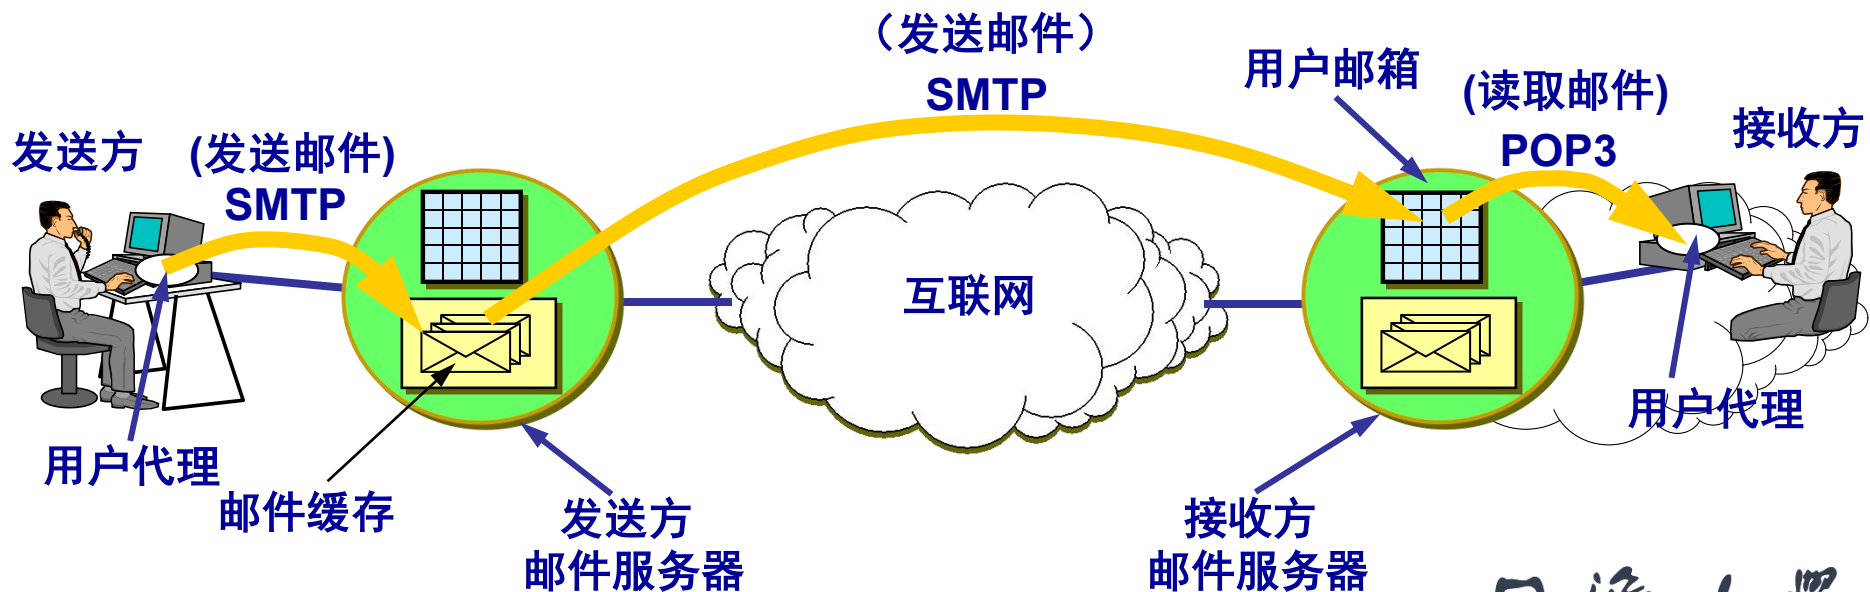 （发送邮件）
SMTP
用户邮箱
(读取邮件)
POP3
接收方
发送方
(发送邮件)
SMTP
互联网
用户代理
邮件缓存
发送方
邮件服务器
接收方
邮件服务器
用户代理